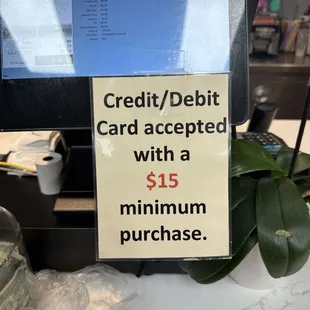 Credit/Debit
Card accepted
with a
$15
minimum
purchase.